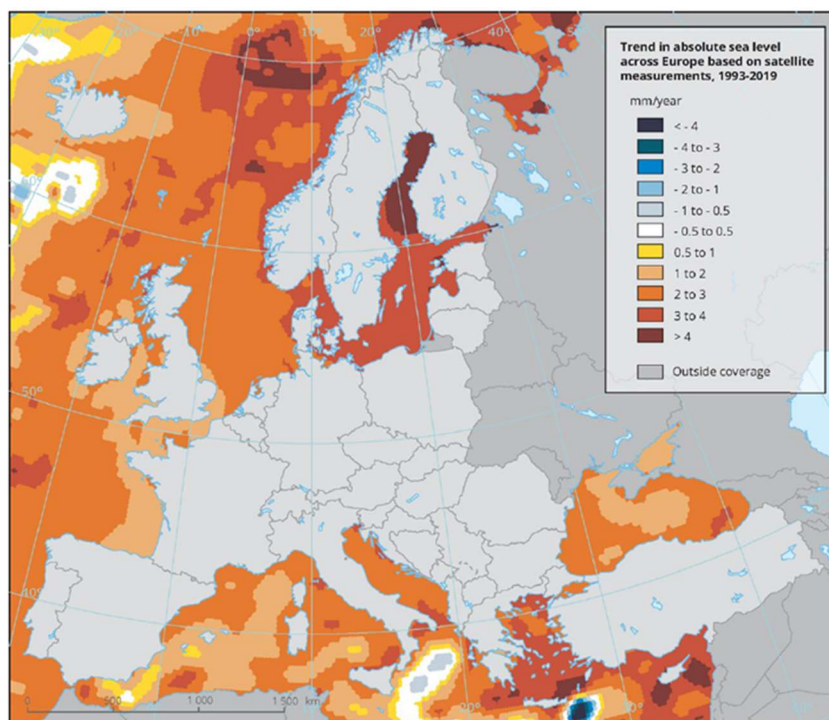 0°
10°
20°
30°
40°
50°
40°
20°
Trend in absolute sea level
across Europe based on satellite
measurements, 1993-2019
mm/year
< - 4
- 4 to - 3
- 3 to - 2
- 2 to - 1
- 1 to - 0.5
- 0.5 to 0.5
0.5 to 1
1 to 2
2 to 3
3 to 4
> 4
Outside coverage
0
500
1 000
1 500 km